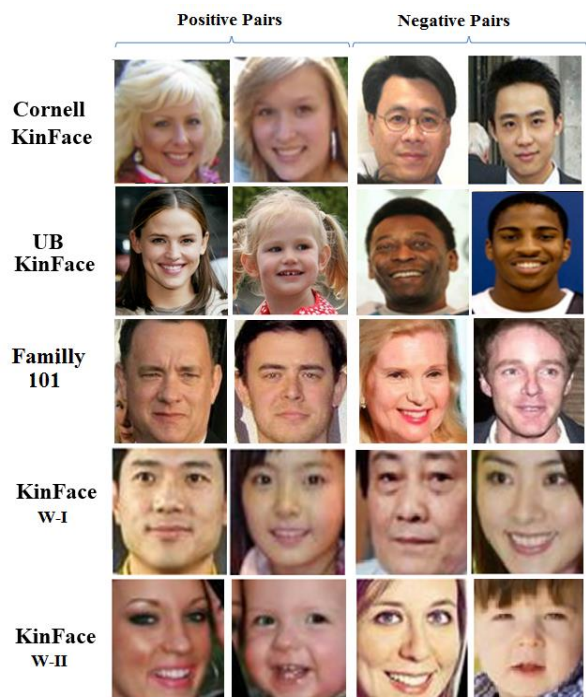 Positive Pairs
Negative Pairs
Cornell
KinFace
UB
KinFace
Familly
101
KinFace
W-I
KinFace
W-II